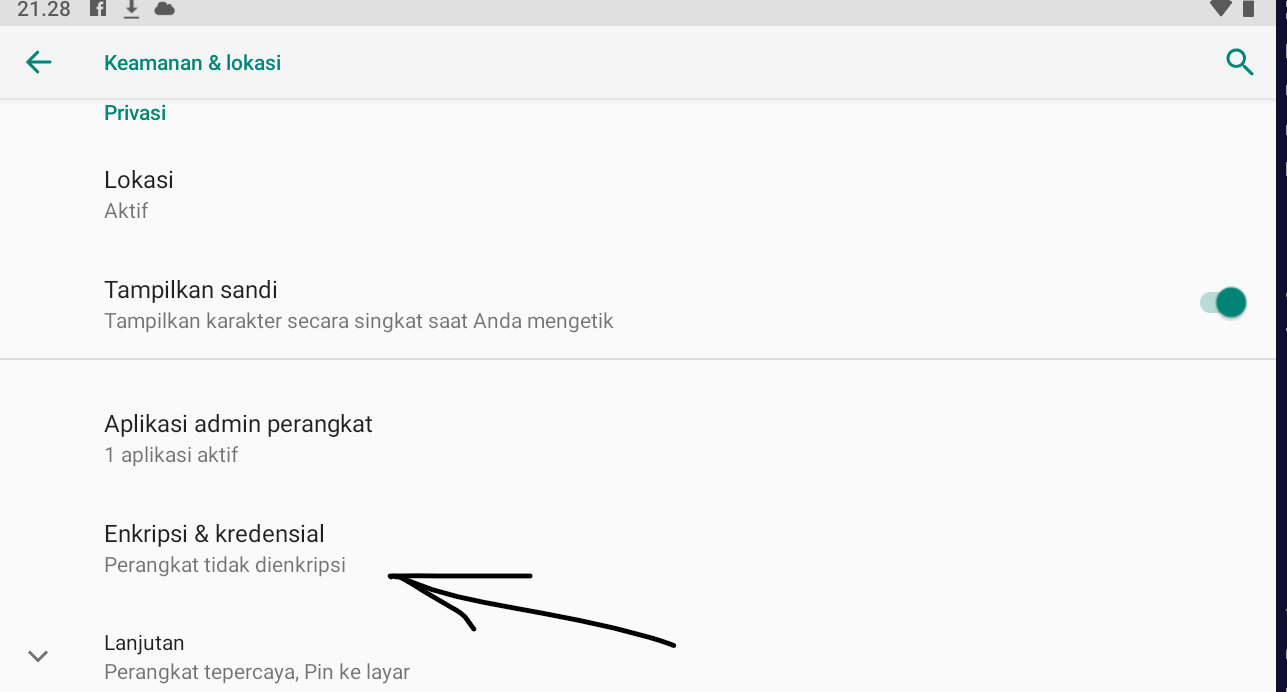 21.28
Keamanan & lokasi
Privasi
Lokasi
Aktif
Tampilkan sandi
Tampilkan karakter secara singkat saat Anda mengetik
Aplikasi admin perangkat
1 aplikasi aktif
Enkripsi & kredensial
Perangkat tidak dienkripsi
Lanjutan
Perangkat tepercaya, Pin ke layar